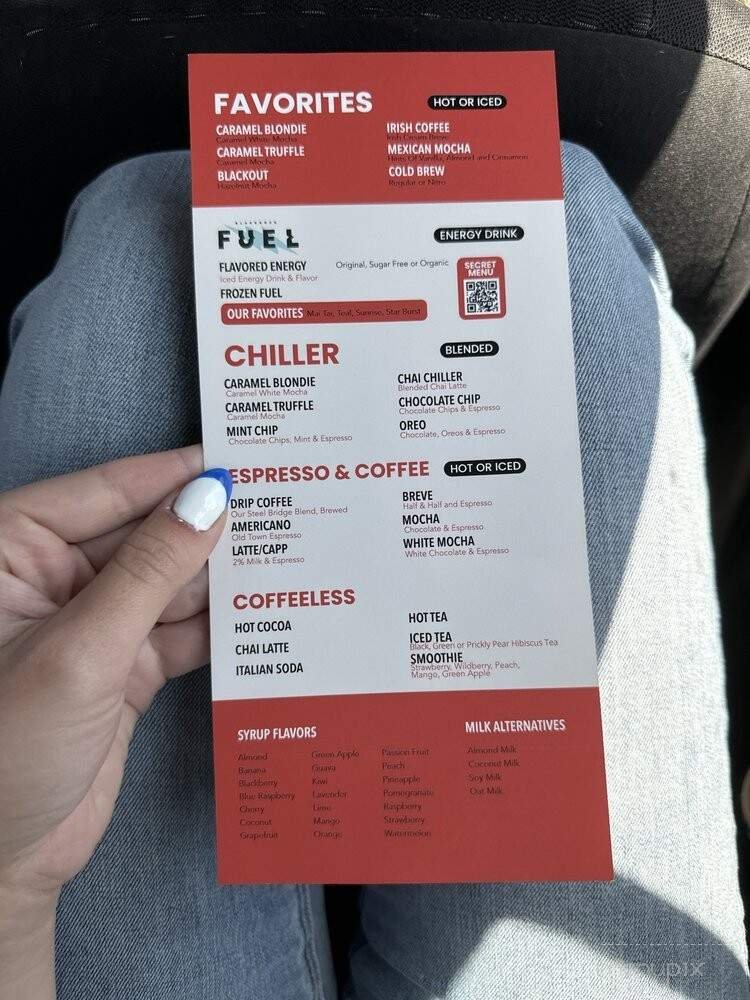 FAVORITES HOT OR ICED
CARAMEL BLONDIE
Caramel White Mocha
CARAMEL TRUFFLE
Caramel Mocha
BLACKOUT
Hazelnut Mocha
IRISH COFFEE
Irish Cream Breve
MEXICAN MOCHA
Hints Of Vanilla, Almond and Cinnamon
COLD BREW
Regular or Nitro
FUEL ENERGY DRINK
FLAVORED ENERGY Original, Sugar Free or Organic
Iced Energy Drink & Flavor
FROZEN FUEL
OUR FAVORITES Mai Tai, Teal, Sunrise, Star Burst
SECRET
MENU
CHILLER BLENDED
CARAMEL BLONDIE
Caramel White Mocha
CARAMEL TRUFFLE
Caramel Mocha
MINT CHIP
Chocolate Chips, Mint & Espresso
CHAI CHILLER
Blended Chai Latte
CHOCOLATE CHIP
Chocolate Chips & Espresso
OREO
Chocolate, Oreos & Espresso
ESPRESSO & COFFEE HOT OR ICED
DRIP COFFEE
Our Steel Bridge Blend, Brewed
AMERICANO
Old Town Espresso
LATTE/CAPP
2% Milk & Espresso
BREVE
Half & Half and Espresso
MOCHA
Chocolate & Espresso
WHITE MOCHA
White Chocolate & Espresso
COFFEELESS
HOT COCOA
CHAI LATTE
ITALIAN SODA
HOT TEA
ICED TEA
Black, Green or Prickly Pear Hibiscus Tea
SMOOTHIE
Strawberry, Wildberry, Peach,
Mango, Green Apple
SYRUP FLAVORS
Almond
Banana
Blackberry
Blue Raspberry
Cherry
Coconut
Grapefruit
Green Apple
Guava
Kiwi
Lavender
Lime
Mango
Orange
Passion Fruit
Peach
Pineapple
Pomegranate
Raspberry
Strawberry
Watermelon
MILK ALTERNATIVES
Almond Milk
Coconut Milk
Soy Milk
Oat Milk